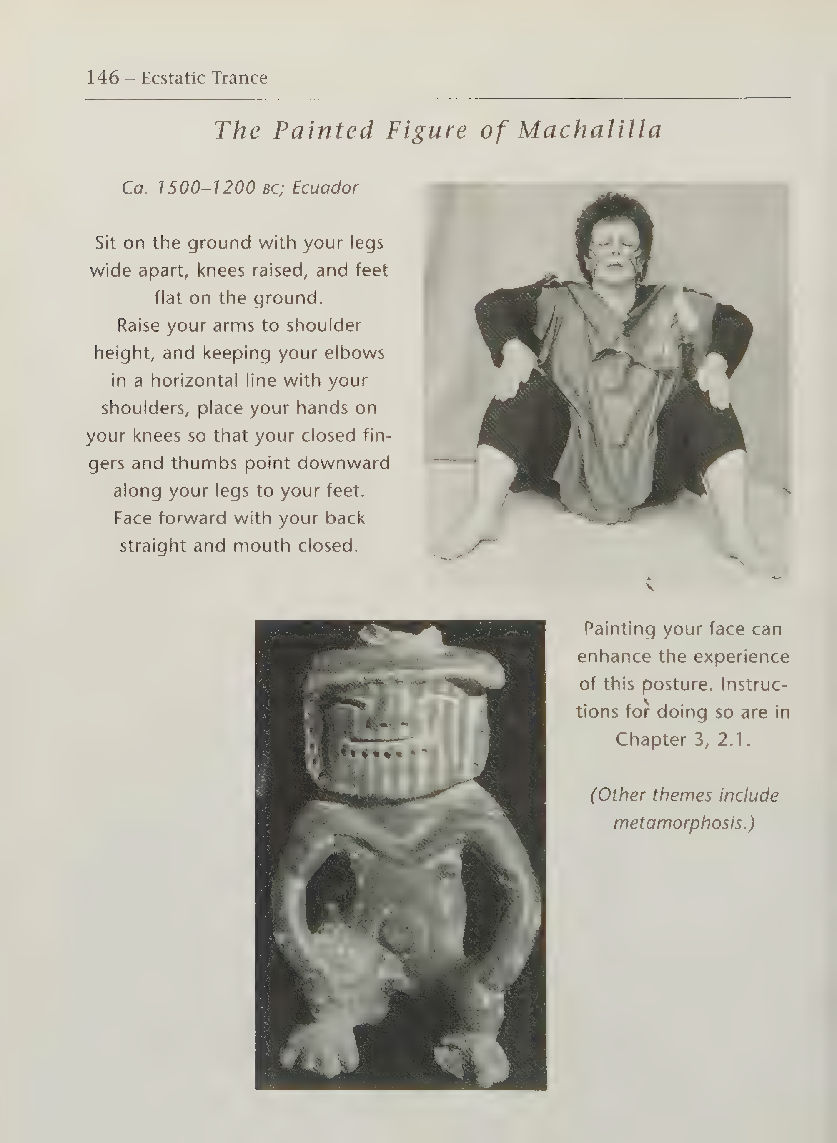 146 – Ecstatic Trance
The Painted Figure of Machalilla
Ca. 1500–1200 BC; Ecuador
Sit on the ground with your legs
wide apart, knees raised, and feet
flat on the ground.
Raise your arms to shoulder
height, and keeping your elbows
in a horizontal line with your
shoulders, place your hands on
your knees so that your closed fin-
gers and thumbs point downward
along your legs to your feet.
Face forward with your back
straight and mouth closed.
Painting your face can
enhance the experience
of this posture. Instruc-
tions for doing so are in
Chapter 3, 2.1.
(Other themes include
metamorphosis.)